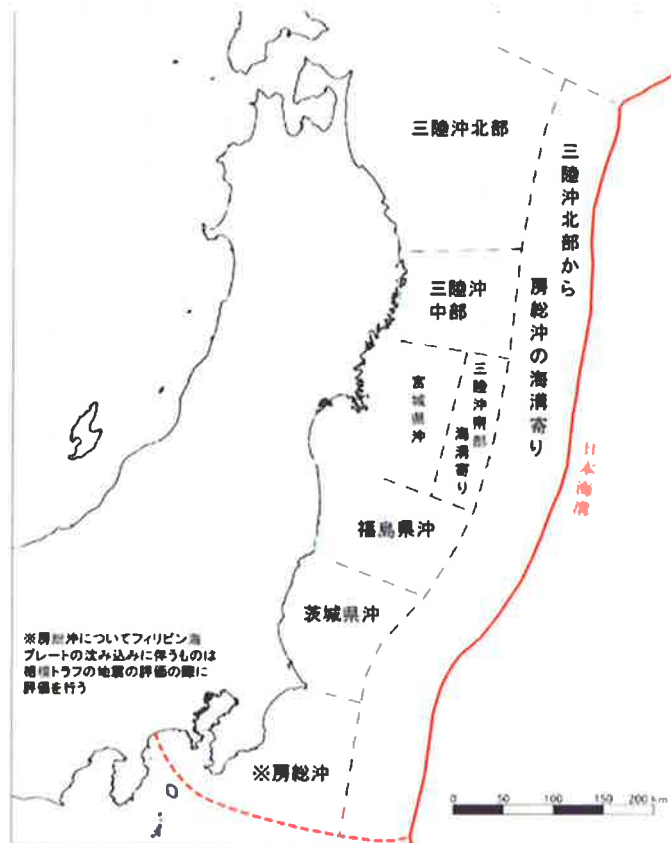 三陸沖北部
三陸沖北部から
房総沖の海溝寄り
三陸沖
中部
三陸沖南部
海溝寄り
宮城県沖
日本海溝
福島県沖
茨城県沖
※房総沖についてフィリピン海
プレートの沈み込みに伴うものは
相模トラフの地震の評価の際に
評価を行う
※房総沖
0 50 100 150 200 km